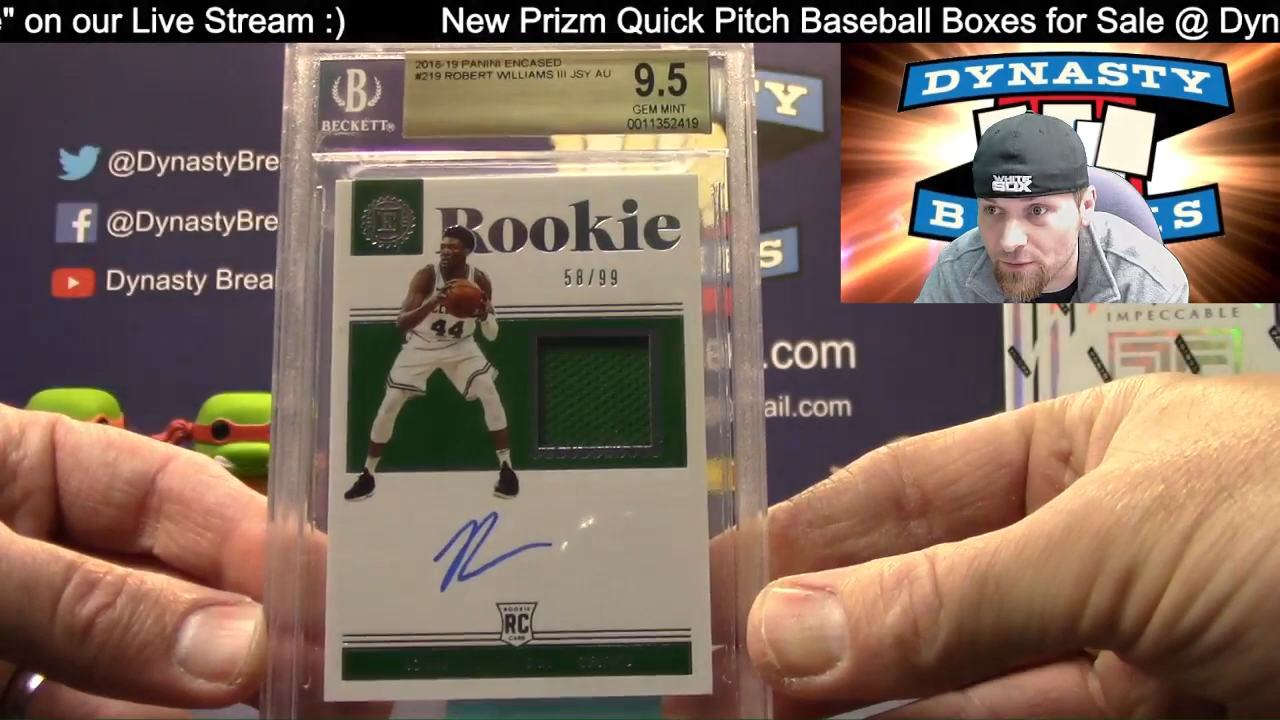 e" on our Live Stream :) New Prizm Quick Pitch Baseball Boxes for Sale @ Dyn
B
BECKETT®
2018-19 PANINI ENCASED
#219 ROBERT WILLIAMS III JSY AU
9.5
GEM MINT
0011352419
@DynastyBre
@DynastyBre
Dynasty Brea
TY
S
.com
ail.com
DYNASTY
B S
WHITE
SOX
IMPECCABLE
E
Rookie
58/99
44
ROOKIE
RC
CARD